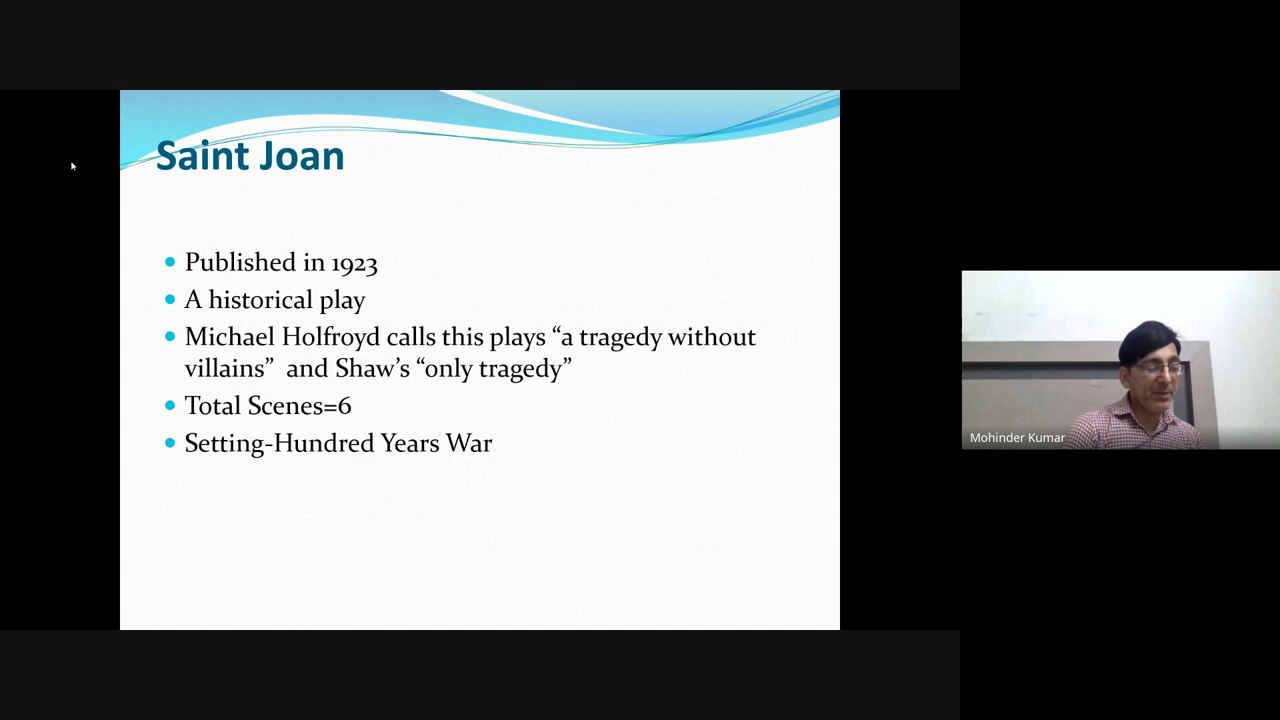 Saint Joan
Published in 1923
A historical play
Michael Holfroyd calls this plays “a tragedy without
villains”  and Shaw’s “only tragedy”
Total Scenes=6
Setting-Hundred Years War
Mohinder Kumar